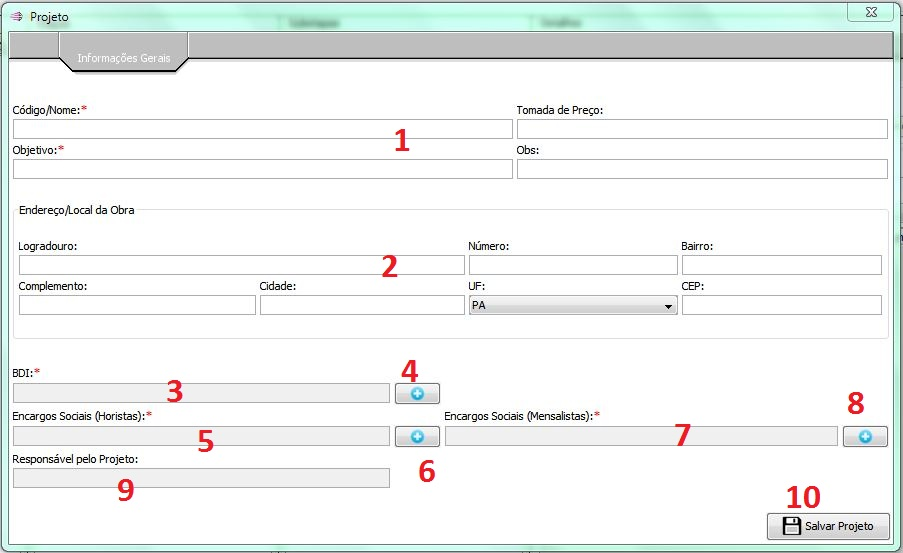 Projeto
Informações Gerais
Código/Nome:* Tomada de Preço:
1
Objetivo:* Obs:
Endereço/Local da Obra
Logradouro: Número: Bairro:
2
Complemento: Cidade: UF: CEP:
PA
BDI:* 4
3
Encargos Sociais (Horistas):* Encargos Sociais (Mensalistas):* 8
5 7
Responsável pelo Projeto: 6
9 10
Salvar Projeto